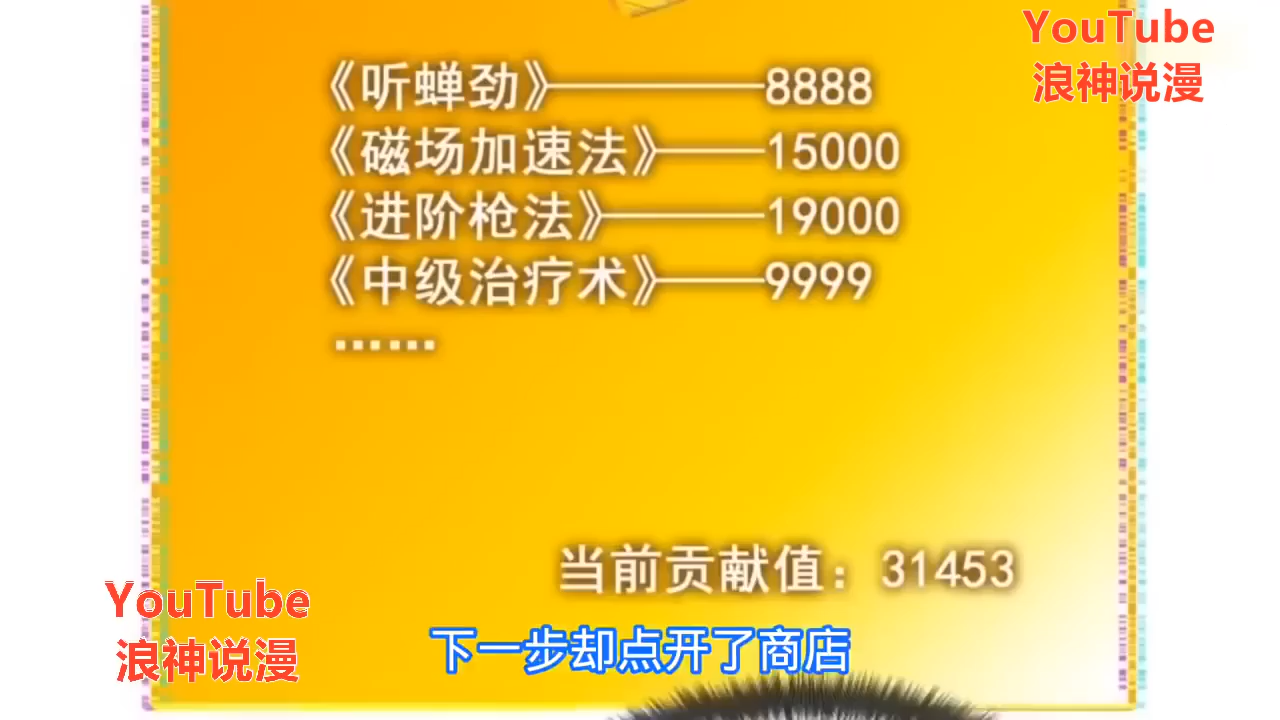 YouTube
浪神说漫
《听蝉劲》——————8888
《磁场加速法》———15000
《进阶枪法》————19000
《中级治疗术》———9999
……
当前贡献值：31453
YouTube
浪神说漫
下一步却点开了商店